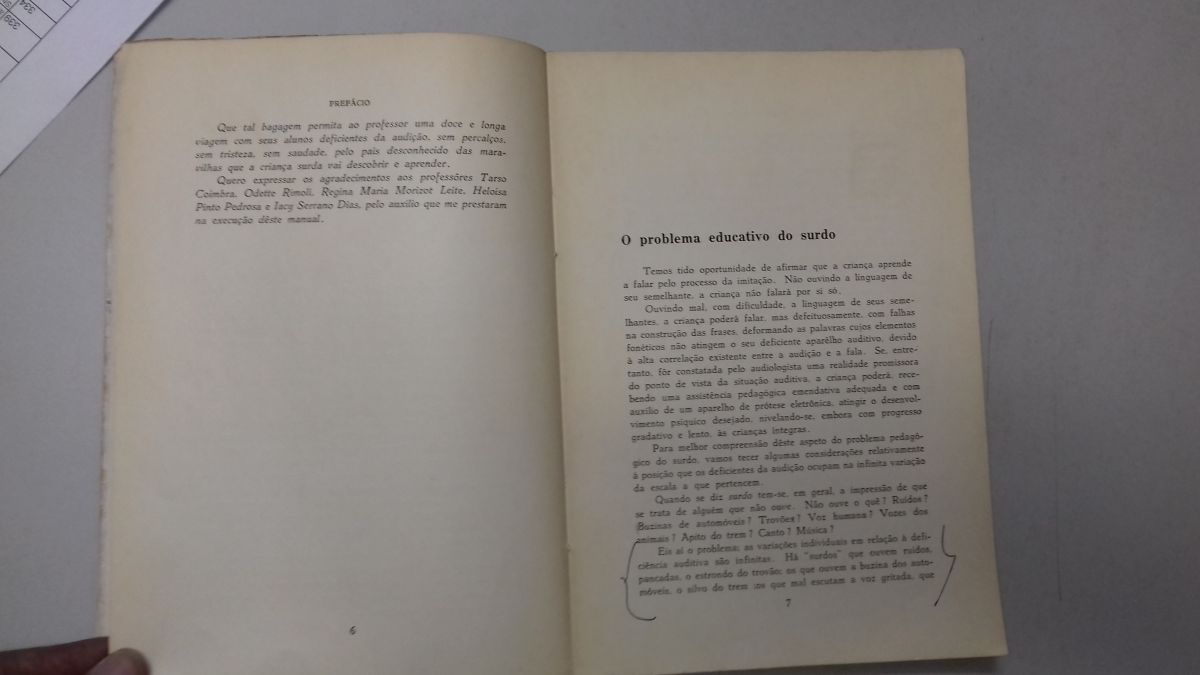 339
334
PREFÁCIO
Que tal bagagem permita ao professor uma doce e longa
viagem com seus alunos deficientes da audição, sem percalços,
sem tristeza, sem saudade, pelo país desconhecido das mara-
vilhas que a criança surda vai descobrir e aprender.
Quero expressar os agradecimentos aos professôres Tarso
Coimbra, Odette Rimoli, Regina Maria Morizot Leite, Heloisa
Pinto Pedrosa e Iacy Serrano Dias, pelo auxílio que me prestaram
na execução dêste manual.
6
O problema educativo do surdo
Temos tido oportunidade de afirmar que a criança aprende
a falar pelo processo da imitação. Não ouvindo a linguagem de
seu semelhante, a criança não falará por si só.
Ouvindo mal, com dificuldade, a linguagem de seus seme-
lhantes, a criança poderá falar, mas defeituosamente, com falhas
na construção das frases, deformando as palavras cujos elementos
fonéticos não atingem o seu deficiente aparêlho auditivo, devido
à alta correlação existente entre a audição e a fala. Se, entre-
tanto, fôr constatada pelo audiologista uma realidade promissora
do ponto de vista da situação auditiva, a criança poderá, rece-
bendo uma assistência pedagógica emendativa adequada e com
auxílio de um aparelho de prótese eletrônica, atingir o desenvol-
vimento psíquico desejado, nivelando-se, embora com progresso
gradativo e lento, às crianças íntegras.
Para melhor compreensão dêste aspeto do problema pedagó-
gico do surdo, vamos tecer algumas considerações relativamente
à posição que os deficientes da audição ocupam na infinita variação
da escala a que pertencem.
Quando se diz surdo tem-se, em geral, a impressão de que
se trata de alguém que não ouve. Não ouve o quê? Ruídos?
Buzinas de automóveis? Trovões? Voz humana? Vozes dos
animais? Apito do trem? Canto? Música?
Eis aí o problema; as variações individuais em relação à defi-
ciência auditiva são infinitas. Há "surdos" que ouvem ruídos,
pancadas, o estrondo do trovão; os que ouvem a buzina dos auto-
móveis, o silvo do trem ;os que mal escutam a voz gritada, que
7